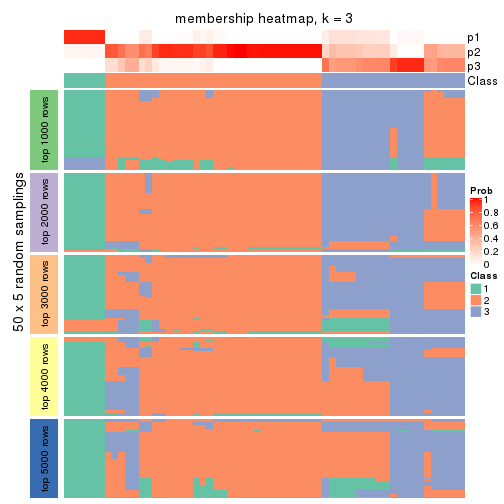 membership heatmap, k = 3
p1
p2
p3
Class
50 x 5 random samplings
top 1000 rows
top 2000 rows
top 3000 rows
top 4000 rows
top 5000 rows
Prob
1
0.8
0.6
0.4
0.2
0
Class
1
2
3